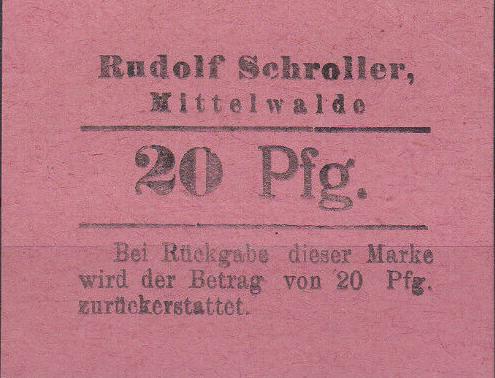 Rudolf Schroller,
Mittelwalde
20 Pfg.
Bei Rückgabe dieser Marke
wird der Betrag von 20 Pfg.
zurückerstattet.